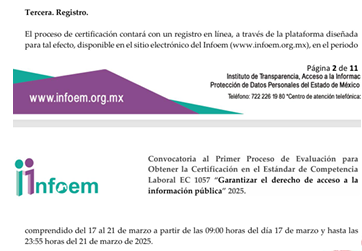 Tercera. Registro.
El proceso de certificación contará con un registro en línea, a través de la plataforma diseñada
para tal efecto, disponible en el sitio electrónico del Infoem (www.infoem.org.mx), en el periodo
Página 2 de 11
Instituto de Transparencia, Acceso a la Informac
Protección de Datos Personales del Estado de México
Teléfono: 722 226 19 80 *Centro de atención telefónica:
www.infoem.org.mx
infoem
Convocatoria al Primer Proceso de Evaluación para
Obtener la Certificación en el Estándar de Competencia
Laboral EC 1057 “Garantizar el derecho de acceso a la
información pública” 2025.
comprendido del 17 al 21 de marzo a partir de las 09:00 horas del día 17 de marzo y hasta las
23:55 horas del 21 de marzo de 2025.